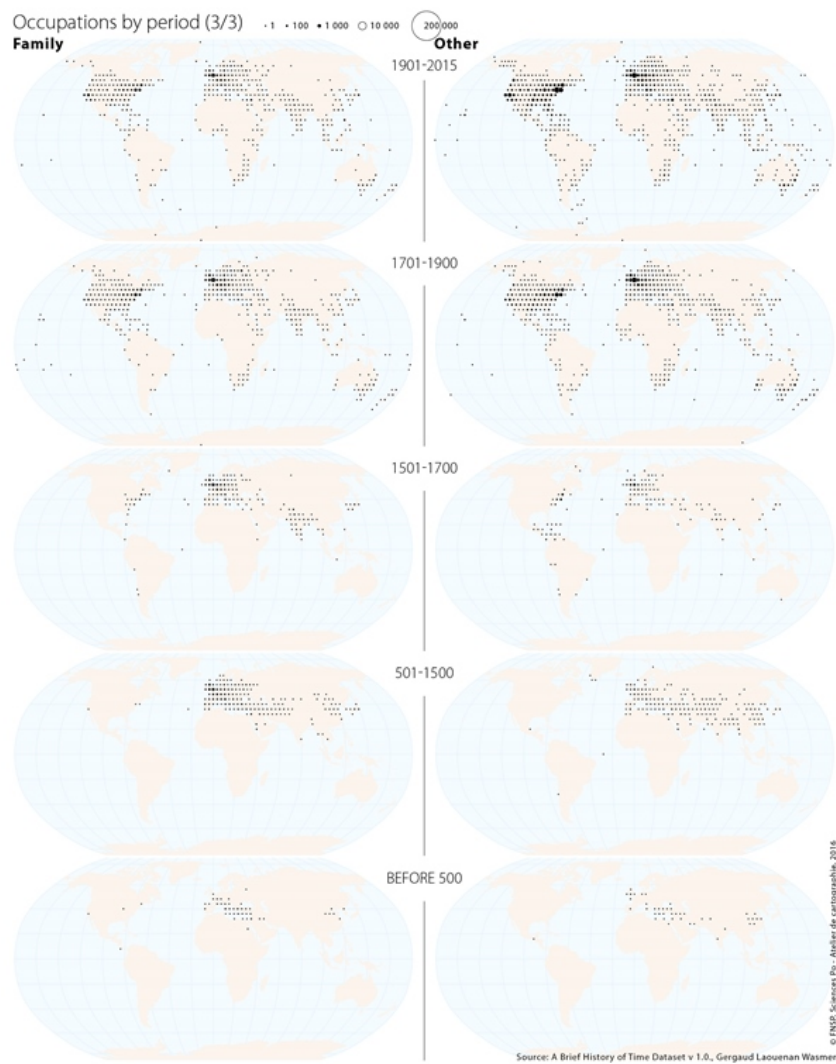 Occupations by period (3/3) 1 100 1 000 10 000 200 000
Family Other
1901-2015
1701-1900
1501-1700
501-1500
BEFORE 500
© FNSP. Sciences Po - Atelier de cartographie, 2016
Source: A Brief History of Time Dataset v 1.0., Gergaud Laouenan Wasmer